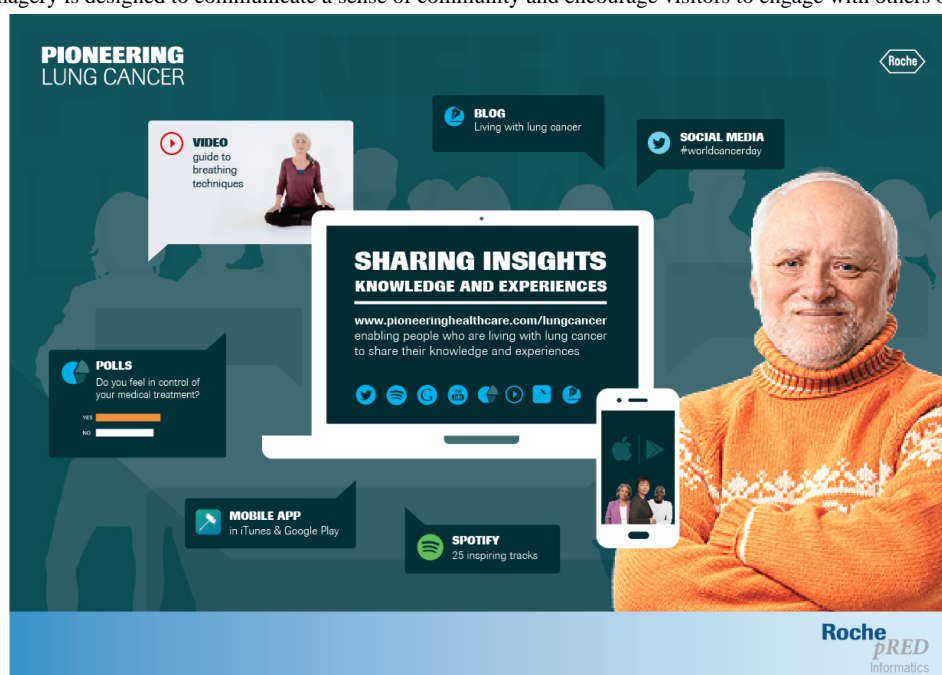 magery is designed to communicate a sense of community and encourage visitors to engage with others
PIONEERING
LUNG CANCER
Roche
BLOG
Living with lung cancer
SOCIAL MEDIA
#worldcancerday
VIDEO
guide to
breathing
techniques
SHARING INSIGHTS
KNOWLEDGE AND EXPERIENCES
www.pioneeringhealthcare.com/lungcancer
enabling people who are living with lung cancer
to share their knowledge and experiences
POLLS
Do you feel in control of
your medical treatment?
YES
NO
MOBILE APP
in iTunes & Google Play
SPOTIFY
25 inspiring tracks
Roche
pRED
Informatics